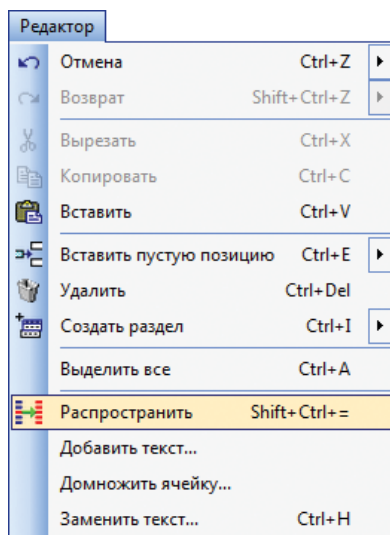 Редактор
Отмена Ctrl+Z
Возврат Shift+Ctrl+Z
Вырезать Ctrl+X
Копировать Ctrl+C
Вставить Ctrl+V
Вставить пустую позицию Ctrl+E
Удалить Ctrl+Del
Создать раздел Ctrl+I
Выделить все Ctrl+A
Распространить Shift+Ctrl+=
Добавить текст...
Домножить ячейку...
Заменить текст... Ctrl+H